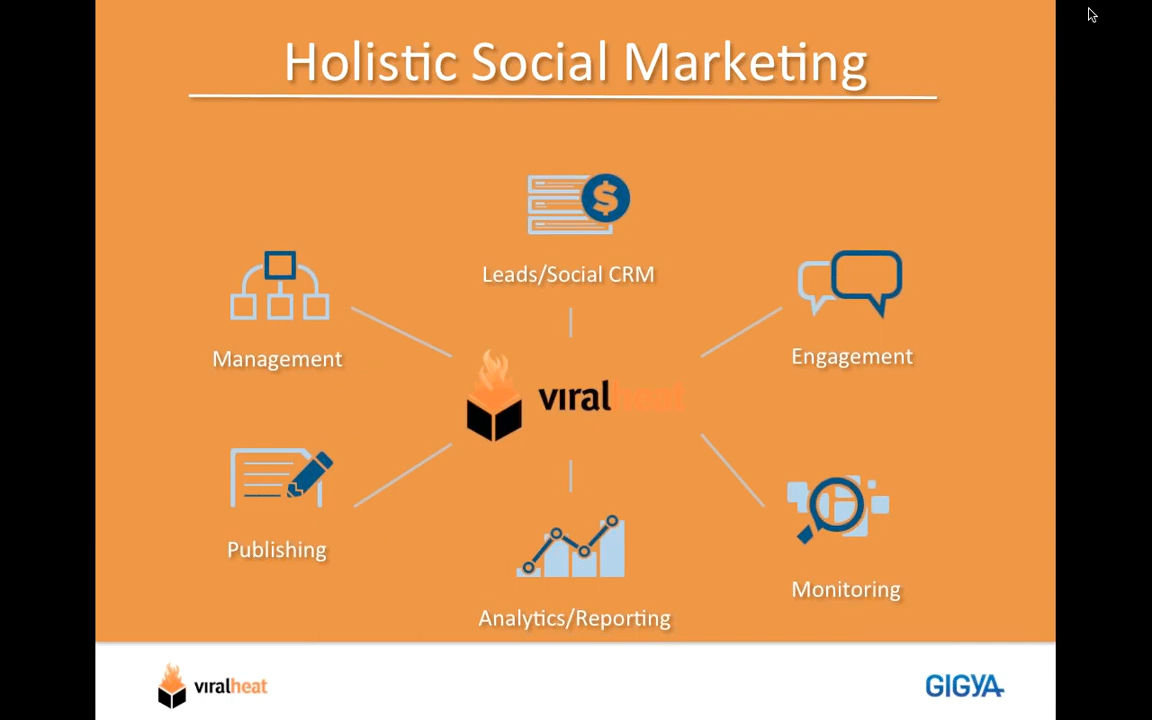 Holistic Social Marketing
$
Leads/Social CRM
Management
Engagement
viralheat
Publishing
Monitoring
Analytics/Reporting
viralheat
GIGYA